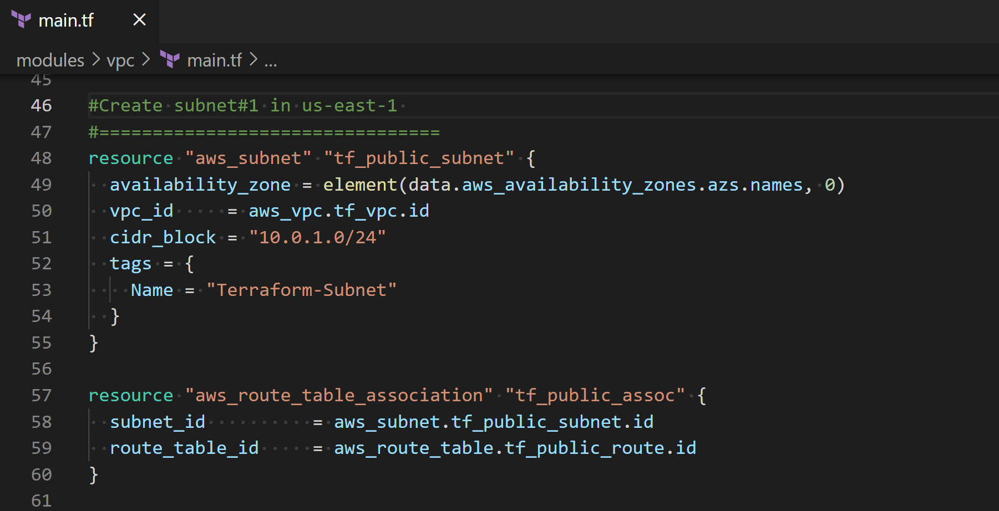 main.tf ×
modules > vpc > main.tf > ...
45
46 #Create subnet#1 in us-east-1
47 #================================
48 resource "aws_subnet" "tf_public_subnet" {
49   availability_zone = element(data.aws_availability_zones.azs.names, 0)
50   vpc_id     = aws_vpc.tf_vpc.id
51   cidr_block = "10.0.1.0/24"
52   tags = {
53     Name = "Terraform-Subnet"
54   }
55 }
56
57 resource "aws_route_table_association" "tf_public_assoc" {
58   subnet_id          = aws_subnet.tf_public_subnet.id
59   route_table_id     = aws_route_table.tf_public_route.id
60 }
61